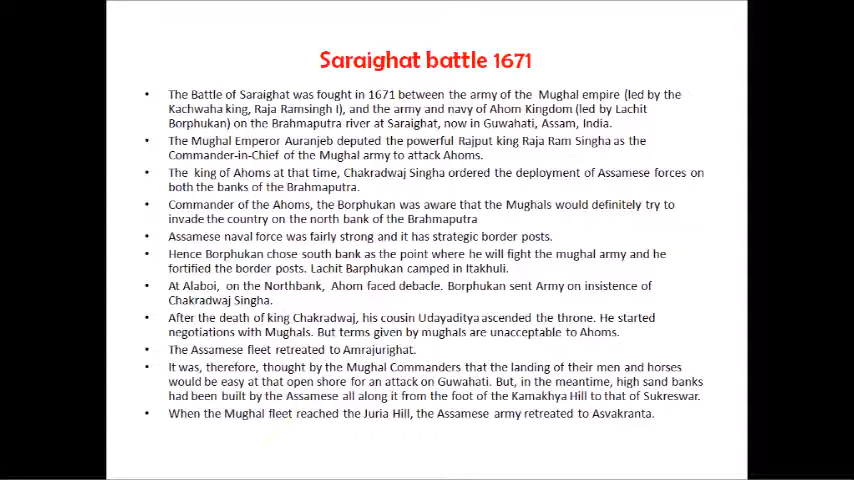 Saraighat battle 1671
• The Battle of Saraighat was fought in 1671 between the army of the Mughal empire (led by the
Kachwaha king, Raja Ramsingh I), and the army and navy of Ahom Kingdom (led by Lachit
Borphukan) on the Brahmaputra river at Saraighat, now in Guwahati, Assam, India.
• The Mughal Emperor Auranjeb deputed the powerful Rajput king Raja Ram Singha as the
Commander-in-Chief of the Mughal army to attack Ahoms.
• The king of Ahoms at that time, Chakradwaj Singha ordered the deployment of Assamese forces on
both the banks of the Brahmaputra.
• Commander of the Ahoms, the Borphukan was aware that the Mughals would definitely try to
invade the country on the north bank of the Brahmaputra
• Assamese naval force was fairly strong and it has strategic border posts.
• Hence Borphukan chose south bank as the point where he will fight the mughal army and he
fortified the border posts. Lachit Barphukan camped in Itakhuli.
• At Alaboi, on the Northbank, Ahom faced debacle. Borphukan sent Army on insistence of
Chakradwaj Singha.
• After the death of king Chakradwaj, his cousin Udayaditya ascended the throne. He started
negotiations with Mughals. But terms given by mughals are unacceptable to Ahoms.
• The Assamese fleet retreated to Amrajurighat.
• It was, therefore, thought by the Mughal Commanders that the landing of their men and horses
would be easy at that open shore for an attack on Guwahati. But, in the meantime, high sand banks
had been built by the Assamese all along it from the foot of the Kamakhya Hill to that of Sukreswar.
• When the Mughal fleet reached the Juria Hill, the Assamese army retreated to Asvakranta.